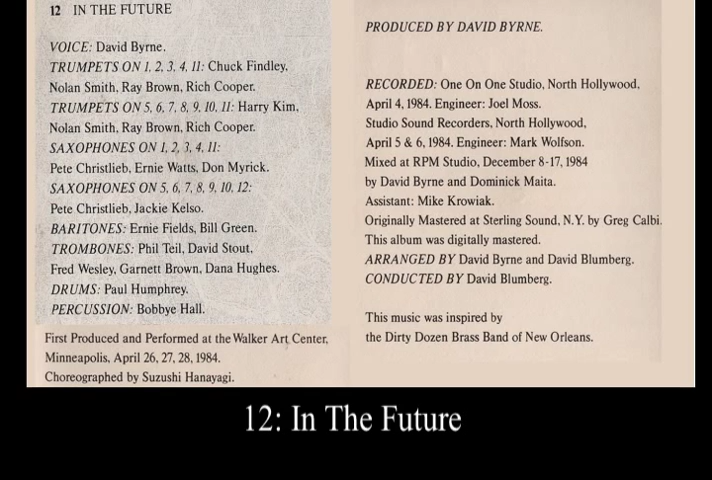 12 IN THE FUTURE
VOICE: David Byrne.
TRUMPETS ON 1, 2, 3, 4, 11: Chuck Findley,
Nolan Smith, Ray Brown, Rich Cooper.
TRUMPETS ON 5, 6, 7, 8, 9, 10, 11: Harry Kim,
Nolan Smith, Ray Brown, Rich Cooper.
SAXOPHONES ON 1, 2, 3, 4, 11:
Pete Christlieb, Ernie Watts, Don Myrick.
SAXOPHONES ON 5, 6, 7, 8, 9, 10, 12:
Pete Christlieb, Jackie Kelso.
BARITONES: Ernie Fields, Bill Green.
TROMBONES: Phil Teil, David Stout,
Fred Wesley, Garnett Brown, Dana Hughes.
DRUMS: Paul Humphrey.
PERCUSSION: Bobbye Hall.
First Produced and Performed at the Walker Art Center,
Minneapolis, April 26, 27, 28, 1984.
Choreographed by Suzushi Hanayagi.
PRODUCED BY DAVID BYRNE.
RECORDED: One On One Studio, North Hollywood,
April 4, 1984. Engineer: Joel Moss.
Studio Sound Recorders, North Hollywood,
April 5 & 6, 1984. Engineer: Mark Wolfson.
Mixed at RPM Studio, December 8-17, 1984
by David Byrne and Dominick Maita.
Assistant: Mike Krowiak.
Originally Mastered at Sterling Sound, N.Y. by Greg Calbi.
This album was digitally mastered.
ARRANGED BY David Byrne and David Blumberg.
CONDUCTED BY David Blumberg.
This music was inspired by
the Dirty Dozen Brass Band of New Orleans.
12: In The Future